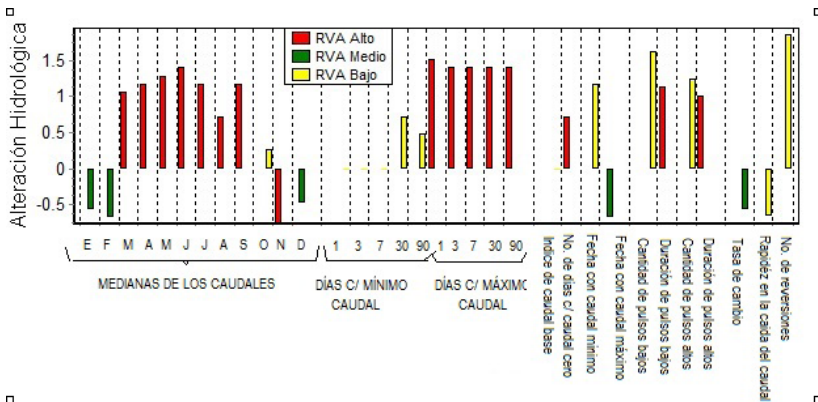 Alteración Hidrológica
1.5
1
0.5
0
-0.5
RVA Alto
RVA Medio
RVA Bajo
E F M A M J J A S O N D
1 3 7 30 90
1 3 7 30 90
MEDIANAS DE LOS CAUDALES
DÍAS C/ MÍNIMO
CAUDAL
DÍAS C/ MÁXIMO
CAUDAL
Indice de caudal base
No. de días c/ caudal cero
Fecha con caudal mínimo
Fecha con caudal máximo
Cantidad de pulsos bajos
Duración de pulsos bajos
Cantidad de pulsos altos
Duración de pulsos altos
Tasa de cambio
Rapidéz en la caida del caudal
No. de reversiones